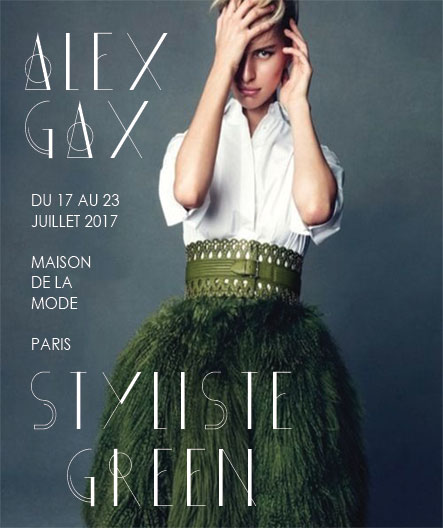 ALEX
GAX
DU 17 AU 23
JUILLET 2017
MAISON
DE LA
MODE
PARIS
STYLISTE
GREEN